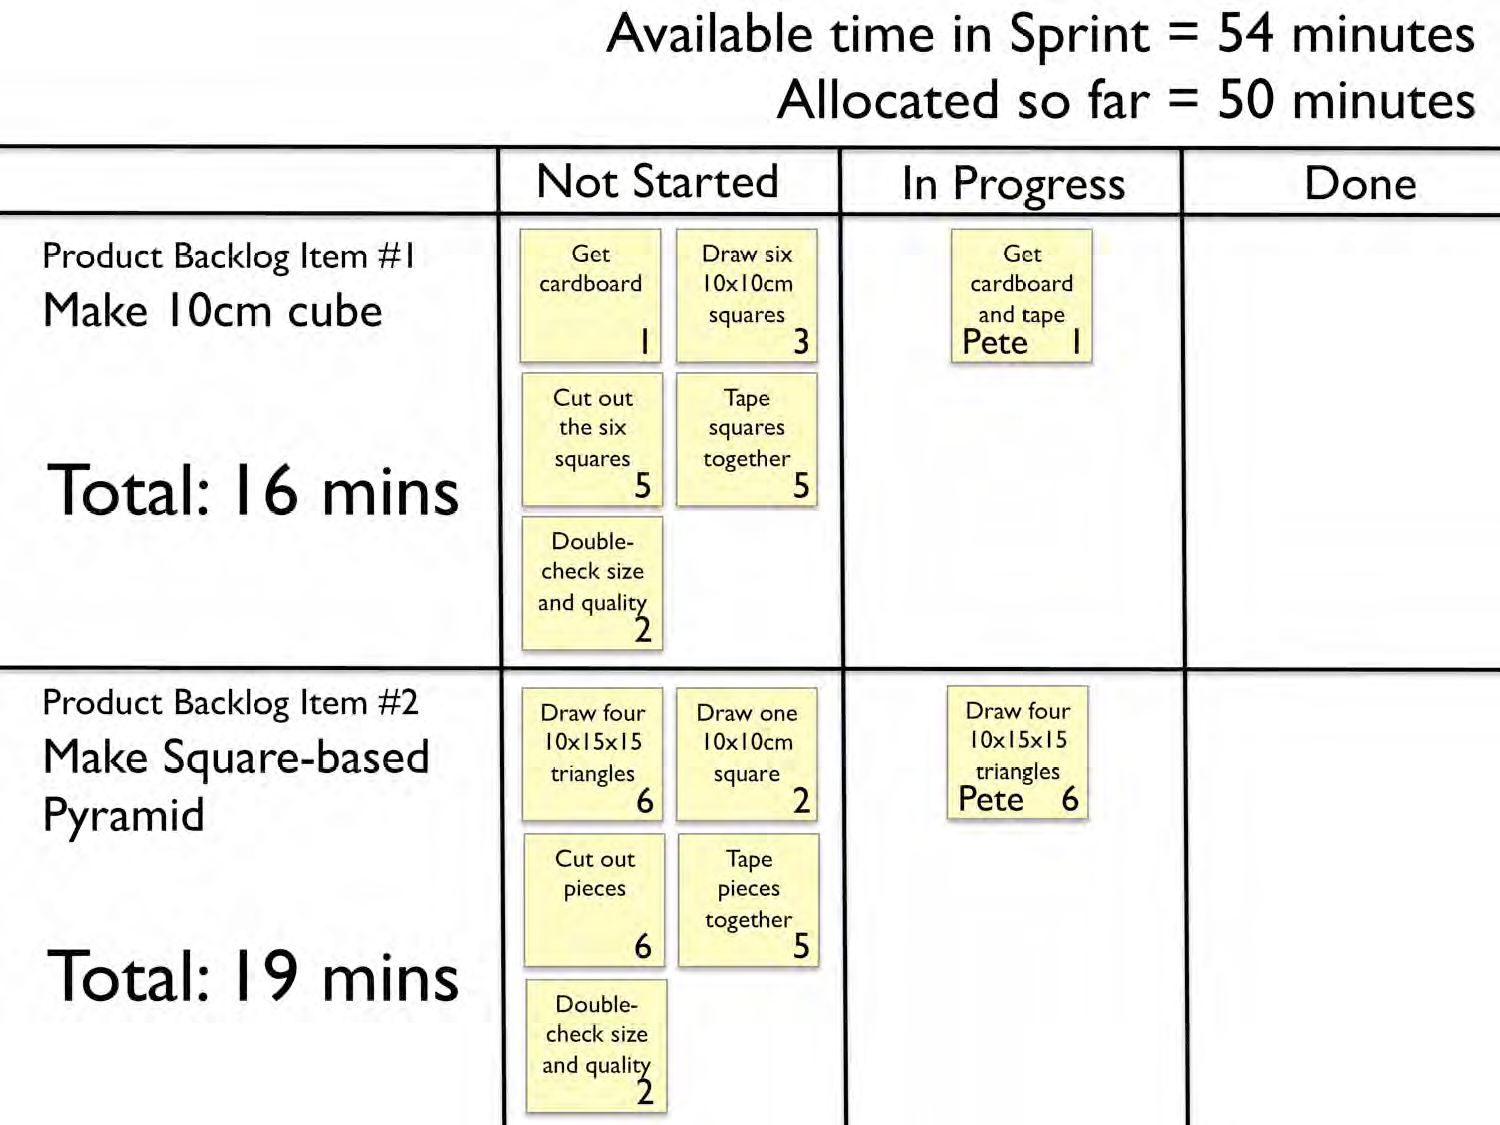 Available time in Sprint = 54 minutes
Allocated so far = 50 minutes
Not Started
In Progress
Done
Product Backlog Item #1
Make 10cm cube
Total: 16 mins
Get
cardboard
1
Draw six
10x10cm
squares
3
Cut out
the six
squares
5
Tape
squares
together
5
Double-
check size
and quality
2
Get
cardboard
and tape
Pete 1
Product Backlog Item #2
Make Square-based
Pyramid
Total: 19 mins
Draw four
10x15x15
triangles
6
Draw one
10x10cm
square
2
Cut out
pieces
6
Tape
pieces
together
5
Double-
check size
and quality
2
Draw four
10x15x15
triangles
Pete 6